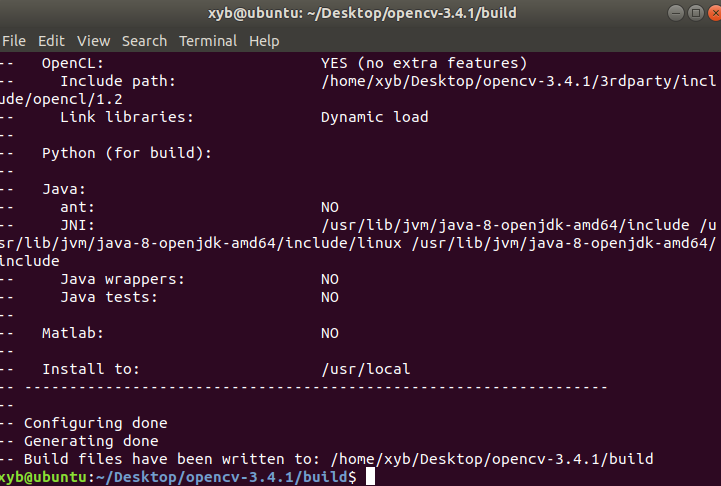 xyb@ubuntu: ~/Desktop/opencv-3.4.1/build
File Edit View Search Terminal Help
--   OpenCL:                        YES (no extra features)
--     Include path:                /home/xyb/Desktop/opencv-3.4.1/3rdparty/incl
ude/opencl/1.2
--     Link libraries:              Dynamic load
--
--   Python (for build):
--
--   Java:
--     ant:                         NO
--     JNI:                         /usr/lib/jvm/java-8-openjdk-amd64/include /u
sr/lib/jvm/java-8-openjdk-amd64/include/linux /usr/lib/jvm/java-8-openjdk-amd64/
include
--     Java wrappers:               NO
--     Java tests:                  NO
--
--   Matlab:                        NO
--
--   Install to:                    /usr/local
-- -----------------------------------------------------------------
--
-- Configuring done
-- Generating done
-- Build files have been written to: /home/xyb/Desktop/opencv-3.4.1/build
xyb@ubuntu:~/Desktop/opencv-3.4.1/build$